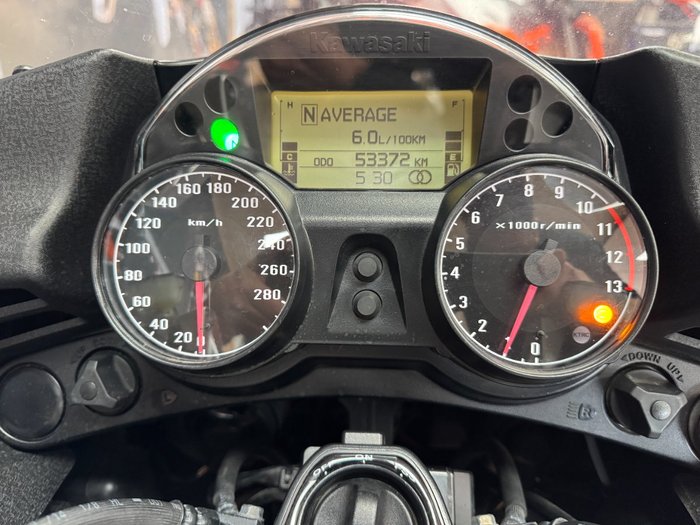 Kawasaki
H F
N AVERAGE
6.0L/100KM
C ODO 53372 KM E
5 30
km/h
0 20 40 60 80 100 120 140 160 180 200 220 240 260 280
×1000r/min
0 1 2 3 4 5 6 7 8 9 10 11 12 13
KTRC
DOWN UP
OFF ON